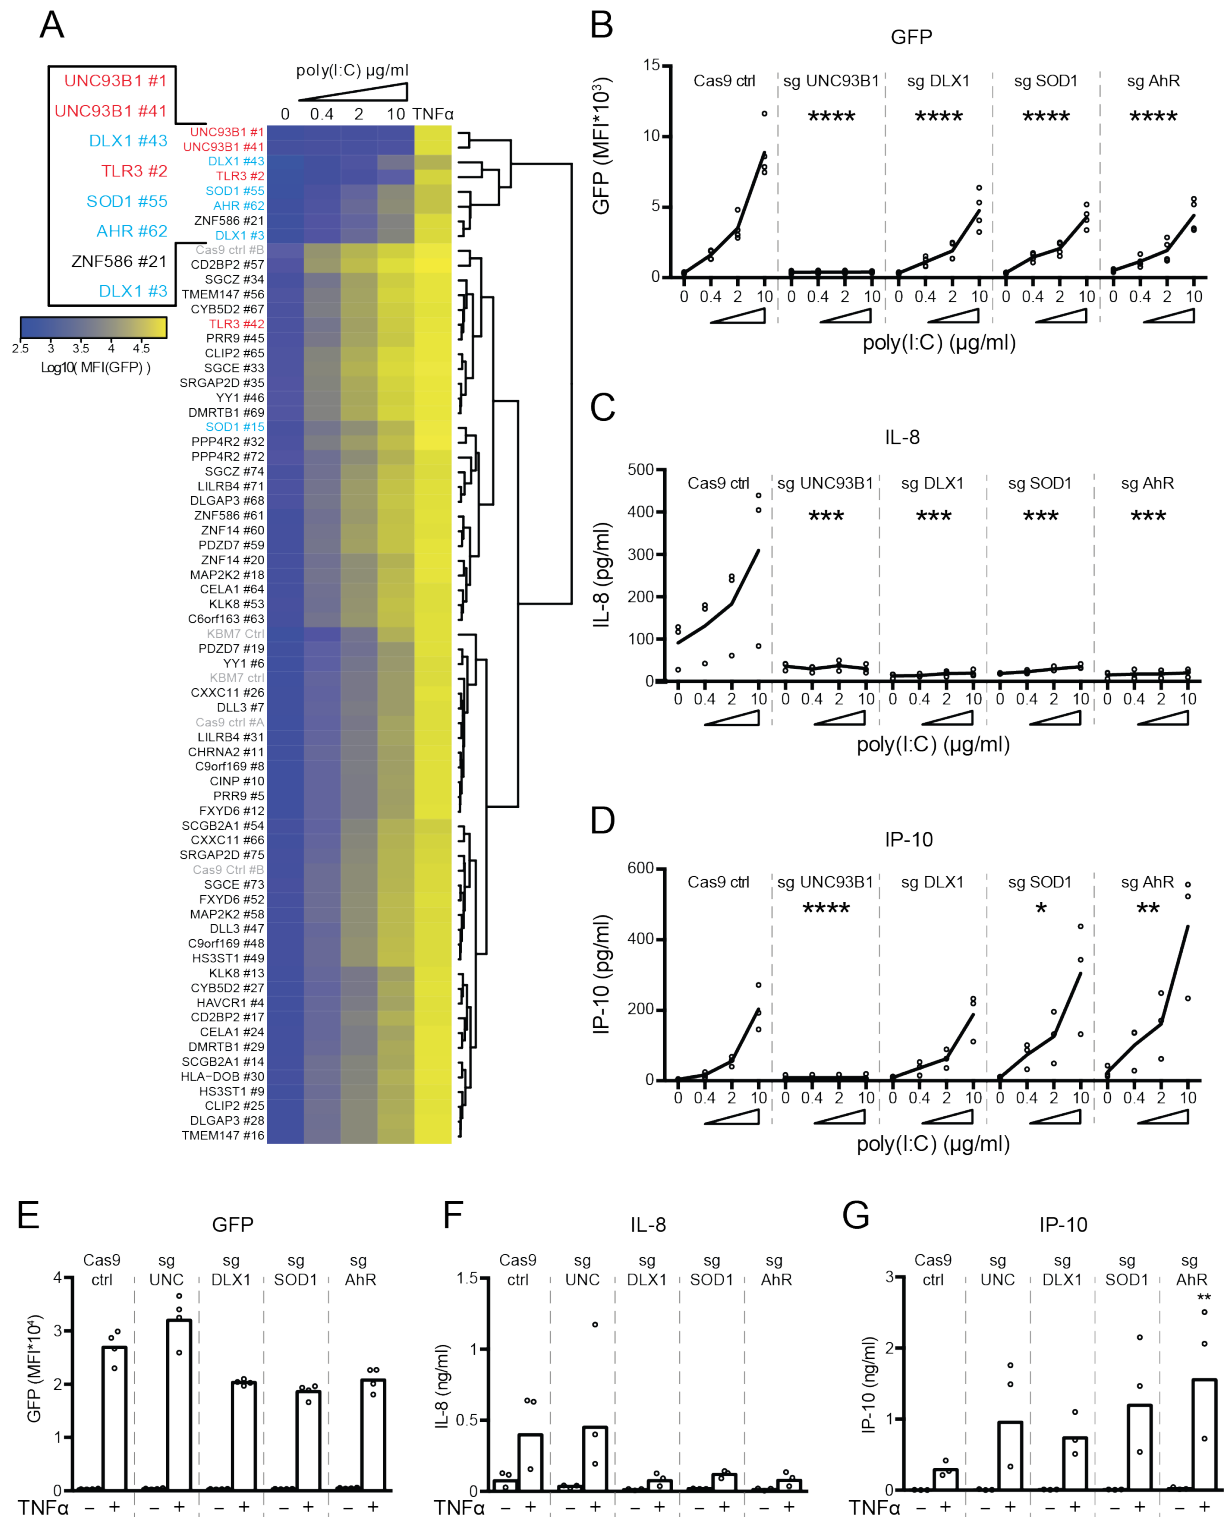 A
UNC93B1 #1
UNC93B1 #41
DLX1 #43
TLR3 #2
SOD1 #55
AHR #62
ZNF586 #21
DLX1 #3
2.5 3 3.5 4 4.5
Log10( MFI(GFP) )
poly(I:C) µg/ml
0 0.4 2 10 TNFα
UNC93B1 #1
UNC93B1 #41
DLX1 #43
TLR3 #2
SOD1 #55
AHR #62
ZNF586 #21
DLX1 #3
Cas9 ctrl #B
CD2BP2 #57
SGCZ #34
TMEM147 #56
CYB5D2 #67
TLR3 #42
PRR9 #45
CLIP2 #65
SGCE #33
SRGAP2D #35
YY1 #46
DMRTB1 #69
SOD1 #15
PPP4R2 #32
PPP4R2 #72
SGCZ #74
LILRB4 #71
DLGAP3 #68
ZNF586 #61
ZNF14 #60
PDZD7 #59
ZNF14 #20
MAP2K2 #18
CELA1 #64
KLK8 #53
C6orf163 #63
KBM7 Ctrl
PDZD7 #19
YY1 #6
KBM7 ctrl
CXXC11 #26
DLL3 #7
Cas9 ctrl #A
LILRB4 #31
CHRNA2 #11
C9orf169 #8
CINP #10
PRR9 #5
FXYD6 #12
SCGB2A1 #54
CXXC11 #66
SRGAP2D #75
Cas9 Ctrl #B
SGCE #73
FXYD6 #52
MAP2K2 #58
DLL3 #47
C9orf169 #48
HS3ST1 #49
KLK8 #13
CYB5D2 #27
HAVCR1 #4
CD2BP2 #17
CELA1 #24
DMRTB1 #29
SCGB2A1 #14
HLA−DOB #30
HS3ST1 #9
CLIP2 #25
DLGAP3 #28
TMEM147 #16
B
GFP
Cas9 ctrl sg UNC93B1 sg DLX1 sg SOD1 sg AhR
**** **** **** ****
GFP (MFI*10³)
15
10
5
0
0 0.4 2 10 0 0.4 2 10 0 0.4 2 10 0 0.4 2 10 0 0.4 2 10
poly(I:C) (µg/ml)
C
IL-8
Cas9 ctrl sg UNC93B1 sg DLX1 sg SOD1 sg AhR
*** *** *** ***
IL-8 (pg/ml)
500
400
300
200
100
0
0 0.4 2 10 0 0.4 2 10 0 0.4 2 10 0 0.4 2 10 0 0.4 2 10
poly(I:C) (µg/ml)
D
IP-10
Cas9 ctrl sg UNC93B1 sg DLX1 sg SOD1 sg AhR
**** * **
IP-10 (pg/ml)
600
400
200
0
0 0.4 2 10 0 0.4 2 10 0 0.4 2 10 0 0.4 2 10 0 0.4 2 10
poly(I:C) (µg/ml)
E
GFP
Cas9 sg sg sg sg
ctrl UNC DLX1 SOD1 AhR
GFP (MFI*10⁴)
4
3
2
1
0
TNFα − + − + − + − + − +
F
IL-8
Cas9 sg sg sg sg
ctrl UNC DLX1 SOD1 AhR
IL-8 (ng/ml)
1.5
1
0.5
0
TNFα − + − + − + − + − +
G
IP-10
Cas9 sg sg sg sg
ctrl UNC DLX1 SOD1 AhR
**
IP-10 (ng/ml)
3
2
1
0
TNFα − + − + − + − + − +